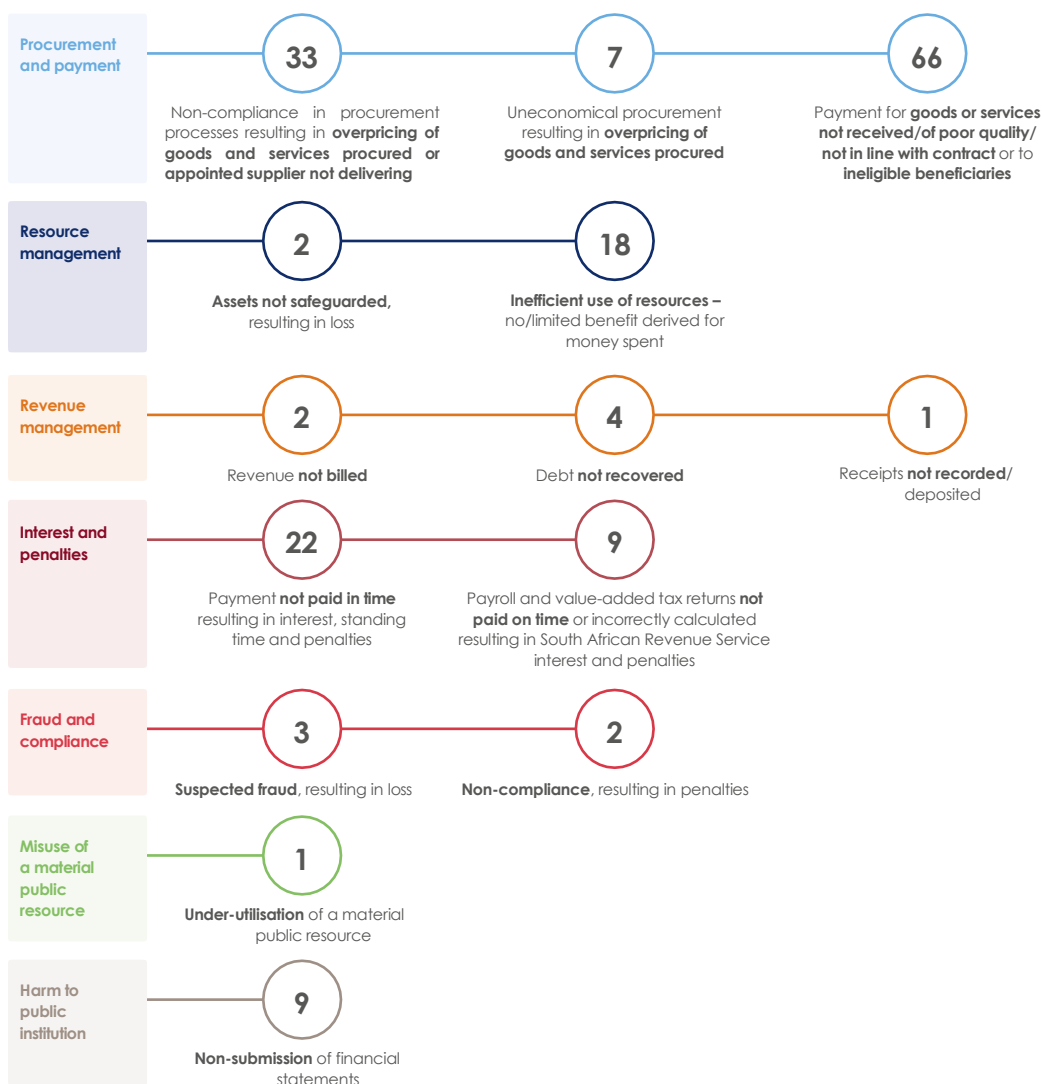 Procurement
and payment
33
Non-compliance in procurement
processes resulting in overpricing of
goods and services procured or
appointed supplier not delivering
7
Uneconomical procurement
resulting in overpricing of
goods and services procured
66
Payment for goods or services
not received/of poor quality/
not in line with contract or to
ineligible beneficiaries
Resource
management
2
Assets not safeguarded,
resulting in loss
18
Inefficient use of resources –
no/limited benefit derived for
money spent
Revenue
management
2
Revenue not billed
4
Debt not recovered
1
Receipts not recorded/
deposited
Interest and
penalties
22
Payment not paid in time
resulting in interest, standing
time and penalties
9
Payroll and value-added tax returns not
paid on time or incorrectly calculated
resulting in South African Revenue Service
interest and penalties
Fraud and
compliance
3
Suspected fraud, resulting in loss
2
Non-compliance, resulting in penalties
Misuse of
a material
public
resource
1
Under-utilisation of a material
public resource
Harm to
public
institution
9
Non-submission of financial
statements